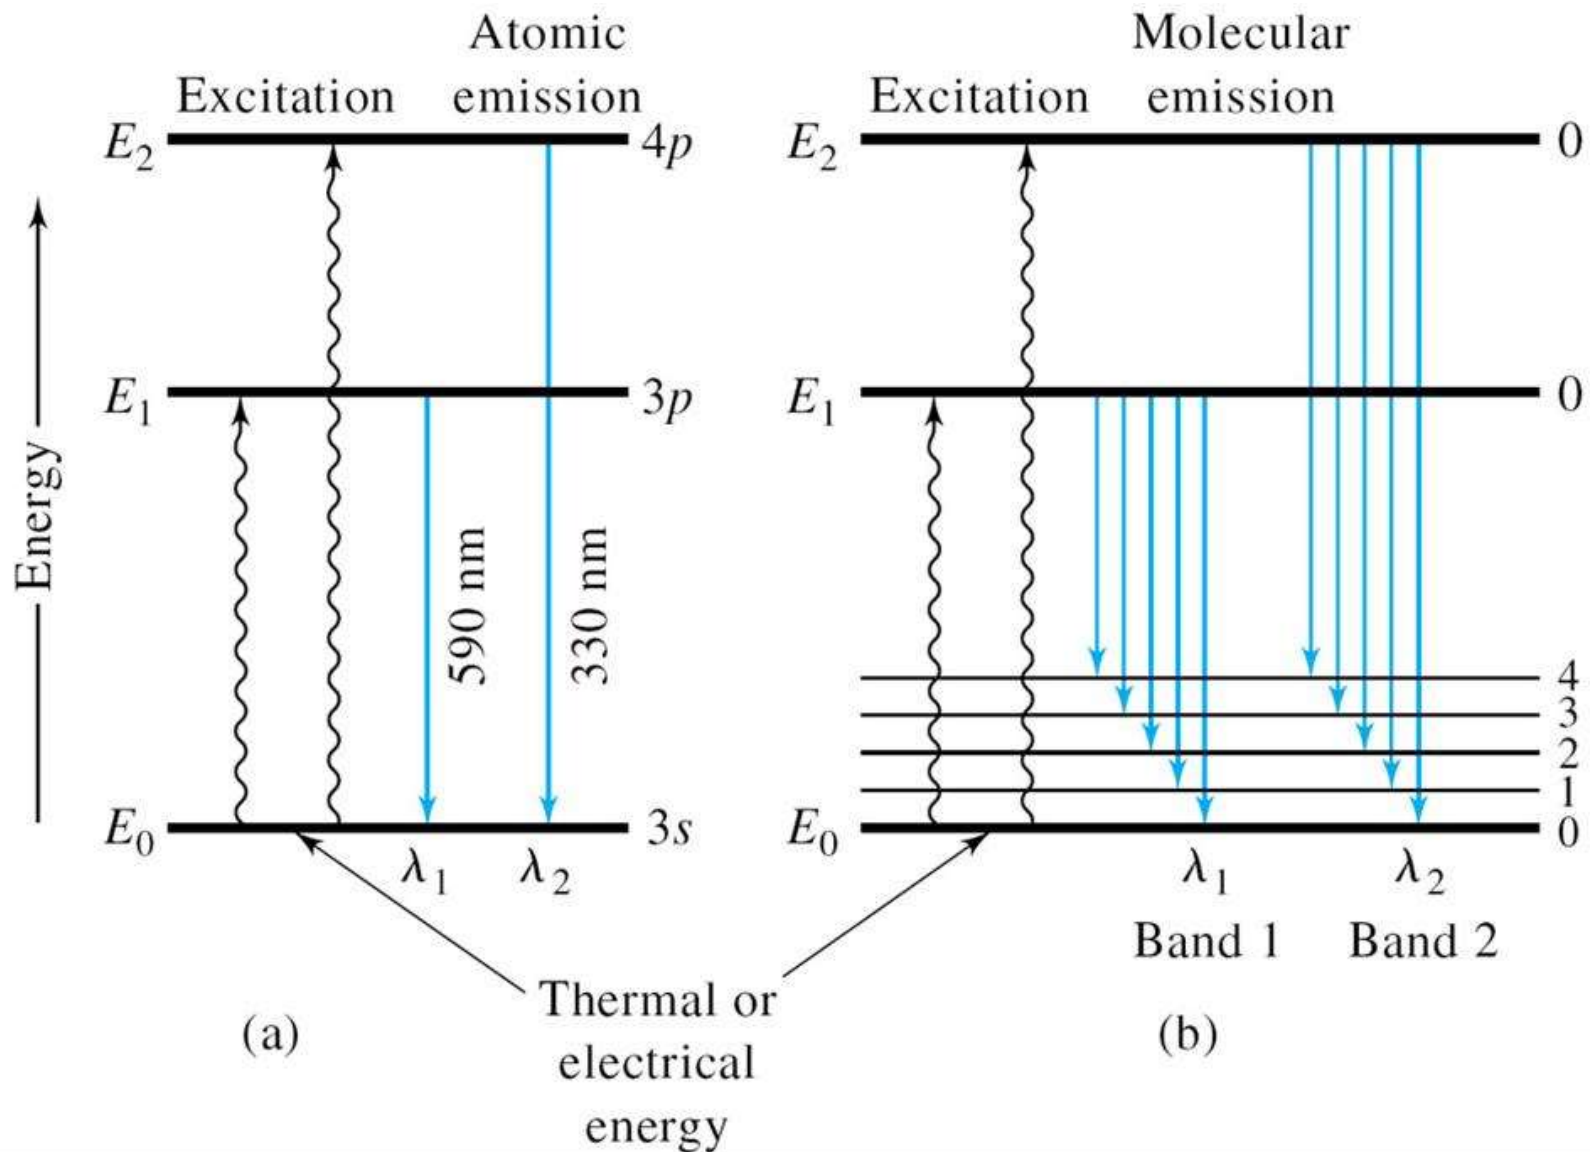 Atomic
Excitation emission
E2 4p
E1 3p
590 nm
330 nm
E0 3s
λ1 λ2
(a)
Energy
Molecular
Excitation emission
E2 0
E1 0
4
3
2
1
E0 0
λ1 λ2
Band 1 Band 2
(b)
Thermal or
electrical
energy